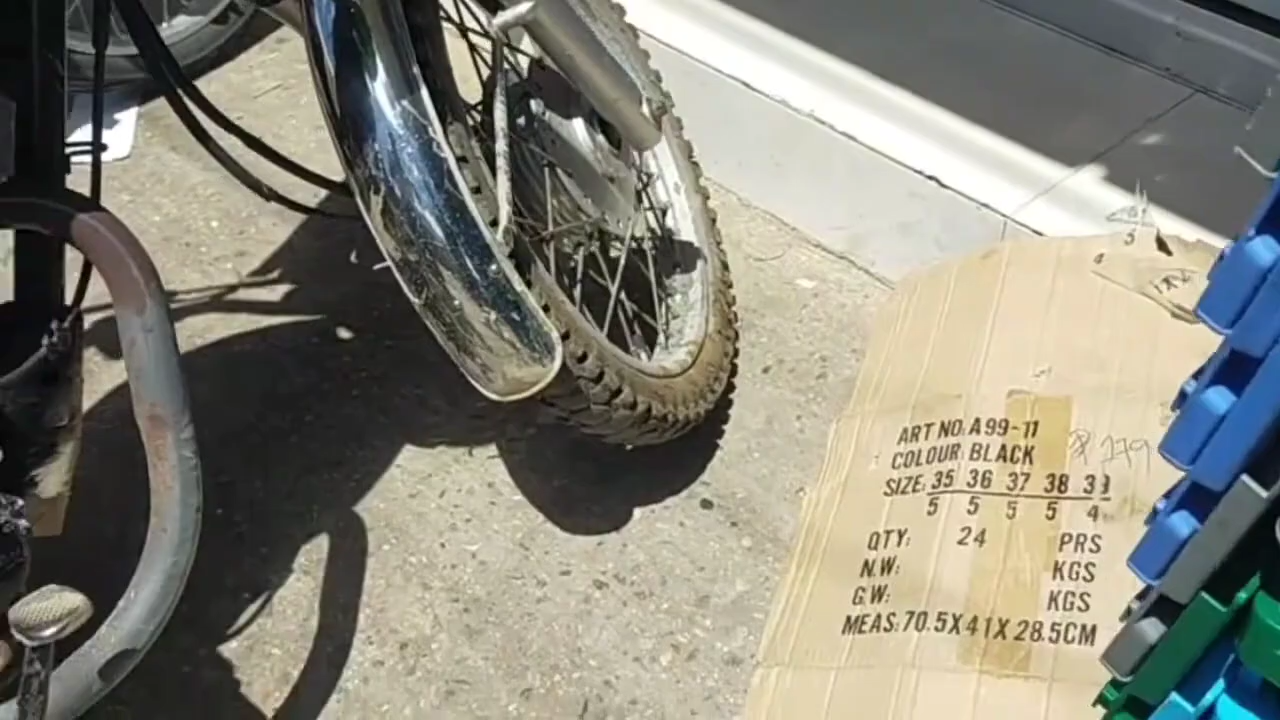 ART NO: A99-11
COLOUR: BLACK
SIZE: 35 36 37 38 39
5 5 5 5 4
QTY: 24 PRS
N.W: KGS
G.W: KGS
MEAS: 70.5X41X28.5CM